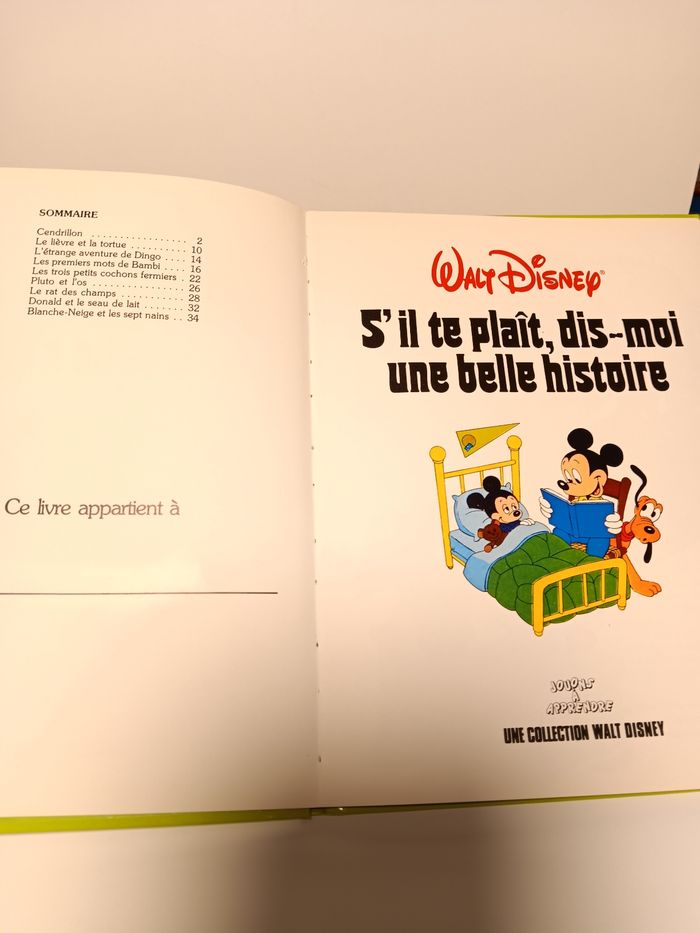 SOMMAIRE
Cendrillon . . . . . . . . . . . . . . . . . 2
Le lièvre et la tortue . . . . . . . . . . 10
L'étrange aventure de Dingo . . . . . 14
Les premiers mots de Bambi . . . . . 16
Les trois petits cochons fermiers . 22
Pluto et l'os . . . . . . . . . . . . . . . . 26
Le rat des champs . . . . . . . . . . . 28
Donald et le seau de lait . . . . . . . 32
Blanche-Neige et les sept nains . . 34
Ce livre appartient à
WALT DISNEY®
S'il te plaît, dis-moi
une belle histoire
JOUONS
À
APPRENDRE
UNE COLLECTION WALT DISNEY